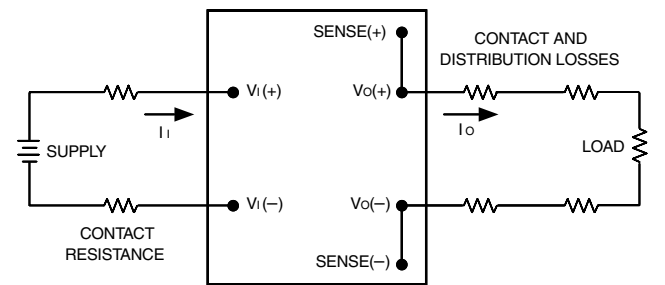 SENSE(+)
CONTACT AND
DISTRIBUTION LOSSES
VI(+)
VO(+)
II
IO
SUPPLY
LOAD
VI(–)
VO(–)
CONTACT
RESISTANCE
SENSE(–)